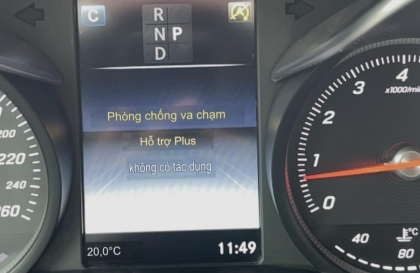 C
R
N P
D
Phòng chống va chạm
Hỗ trợ Plus
không có tác dụng
20,0°C
11:49
200
220
240
260
4
x1000/min
3
2
1
0
°C
40
80